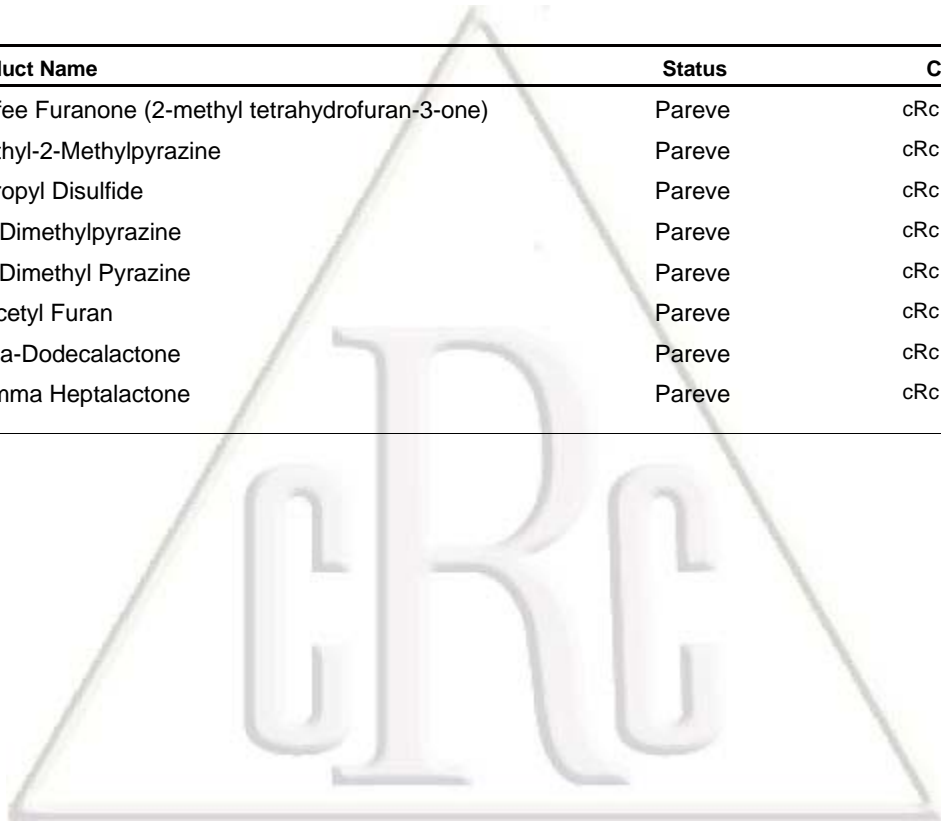 duct Name Status C
fee Furanone (2-methyl tetrahydrofuran-3-one) Pareve cRc
thyl-2-Methylpyrazine Pareve cRc
ropyl Disulfide Pareve cRc
Dimethylpyrazine Pareve cRc
Dimethyl Pyrazine Pareve cRc
cetyl Furan Pareve cRc
a-Dodecalactone Pareve cRc
mma Heptalactone Pareve cRc
cRc